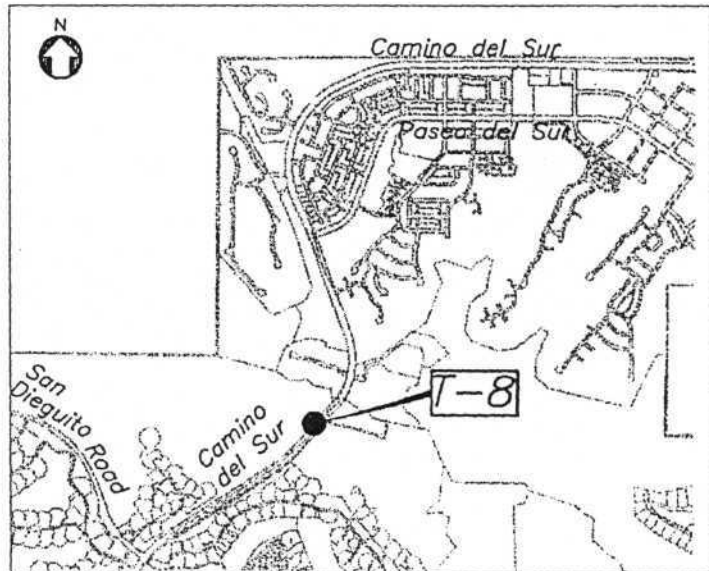 N
Camino del Sur
Paseo del Sur
T-8
San
Dieguito
Road
Camino
del Sur